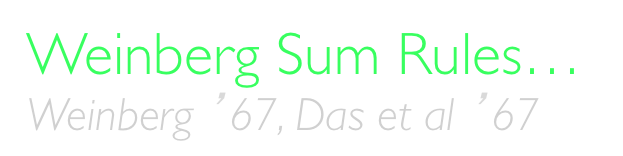 Weinberg Sum Rules…
Weinberg ’67, Das et al ’67